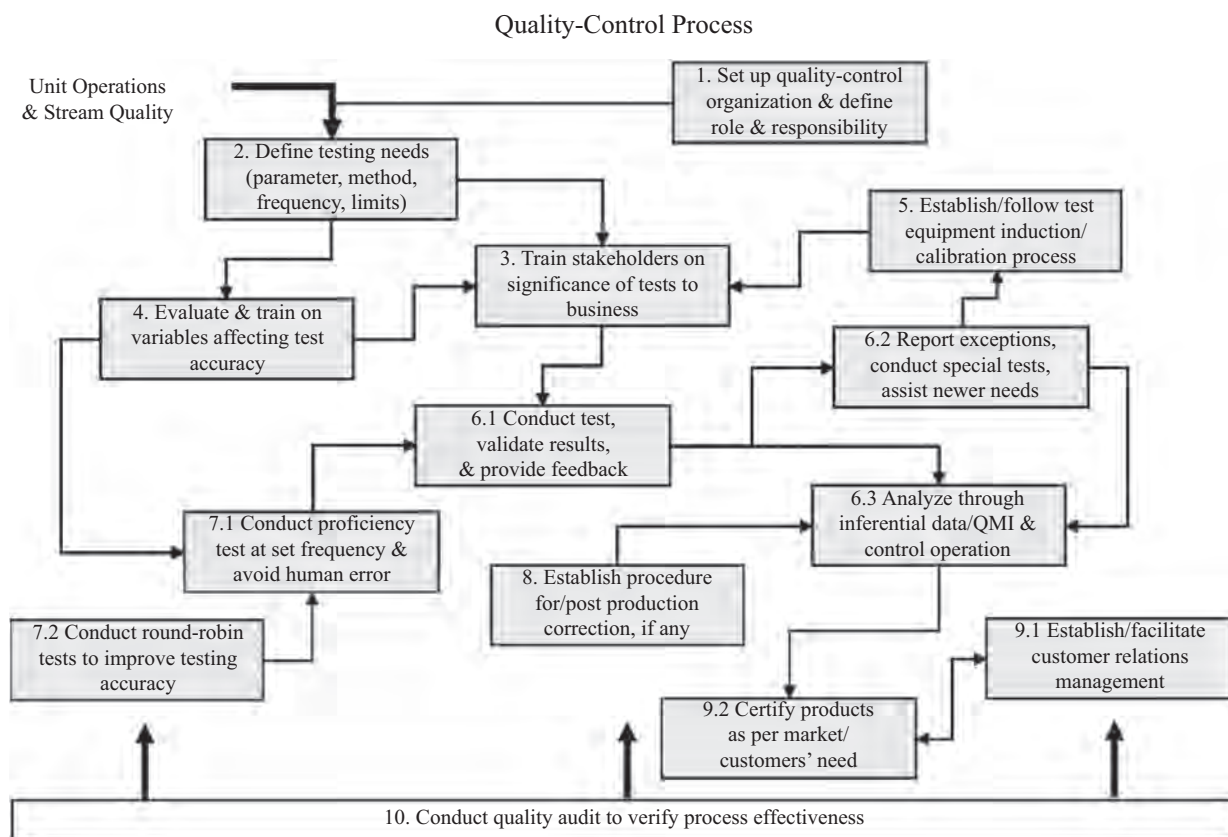 Quality-Control Process
Unit Operations
& Stream Quality
1. Set up quality-control
organization & define
role & responsibility
2. Define testing needs
(parameter, method,
frequency, limits)
5. Establish/follow test
equipment induction/
calibration process
3. Train stakeholders on
significance of tests to
business
4. Evaluate & train on
variables affecting test
accuracy
6.2 Report exceptions,
conduct special tests,
assist newer needs
6.1 Conduct test,
validate results,
& provide feedback
6.3 Analyze through
inferential data/QMI &
control operation
7.1 Conduct proficiency
test at set frequency &
avoid human error
8. Establish procedure
for/post production
correction, if any
7.2 Conduct round-robin
tests to improve testing
accuracy
9.1 Establish/facilitate
customer relations
management
9.2 Certify products
as per market/
customers’ need
10. Conduct quality audit to verify process effectiveness